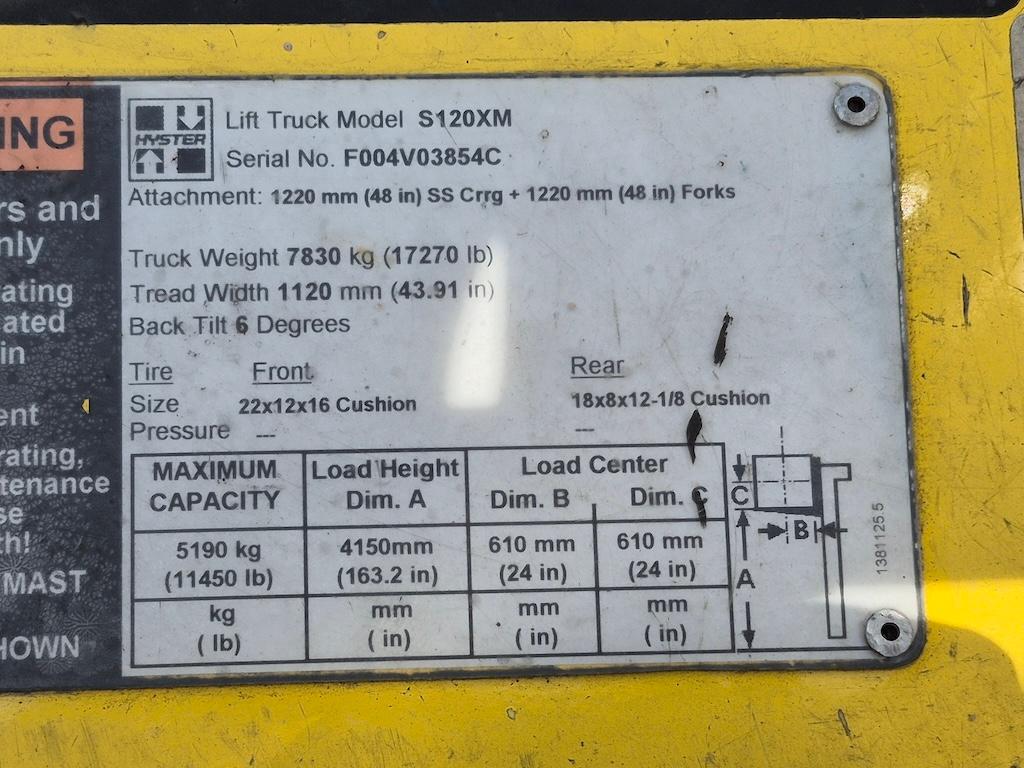 ING
rs and
nly
ating
ated
in
ent
rating,
tenance
se
th!
MAST
HOWN
HYSTER
Lift Truck Model S120XM
Serial No. F004V03854C
Attachment: 1220 mm (48 in) SS Crrg + 1220 mm (48 in) Forks
Truck Weight 7830 kg (17270 lb)
Tread Width 1120 mm (43.91 in)
Back Tilt 6 Degrees
Tire Front Rear
Size 22x12x16 Cushion 18x8x12-1/8 Cushion
Pressure --- ---
MAXIMUM CAPACITY Load Height Dim. A Load Center Dim. B Dim. C
5190 kg 4150mm 610 mm 610 mm
(11450 lb) (163.2 in) (24 in) (24 in)
kg mm mm mm
( lb) ( in) ( in) ( in)
C
B
A
1381125.5